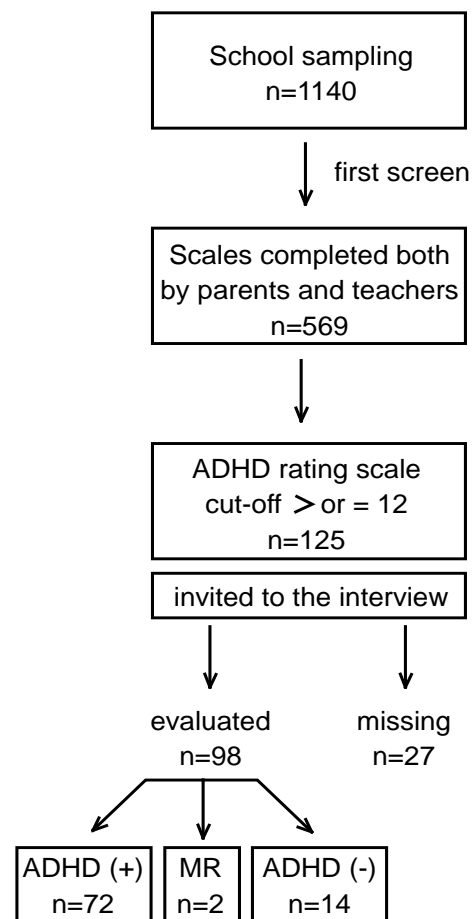 School sampling
n=1140
first screen
Scales completed both
by parents and teachers
n=569
ADHD rating scale
cut-off > or = 12
n=125
invited to the interview
evaluated
n=98
missing
n=27
ADHD (+)
n=72
MR
n=2
ADHD (-)
n=14